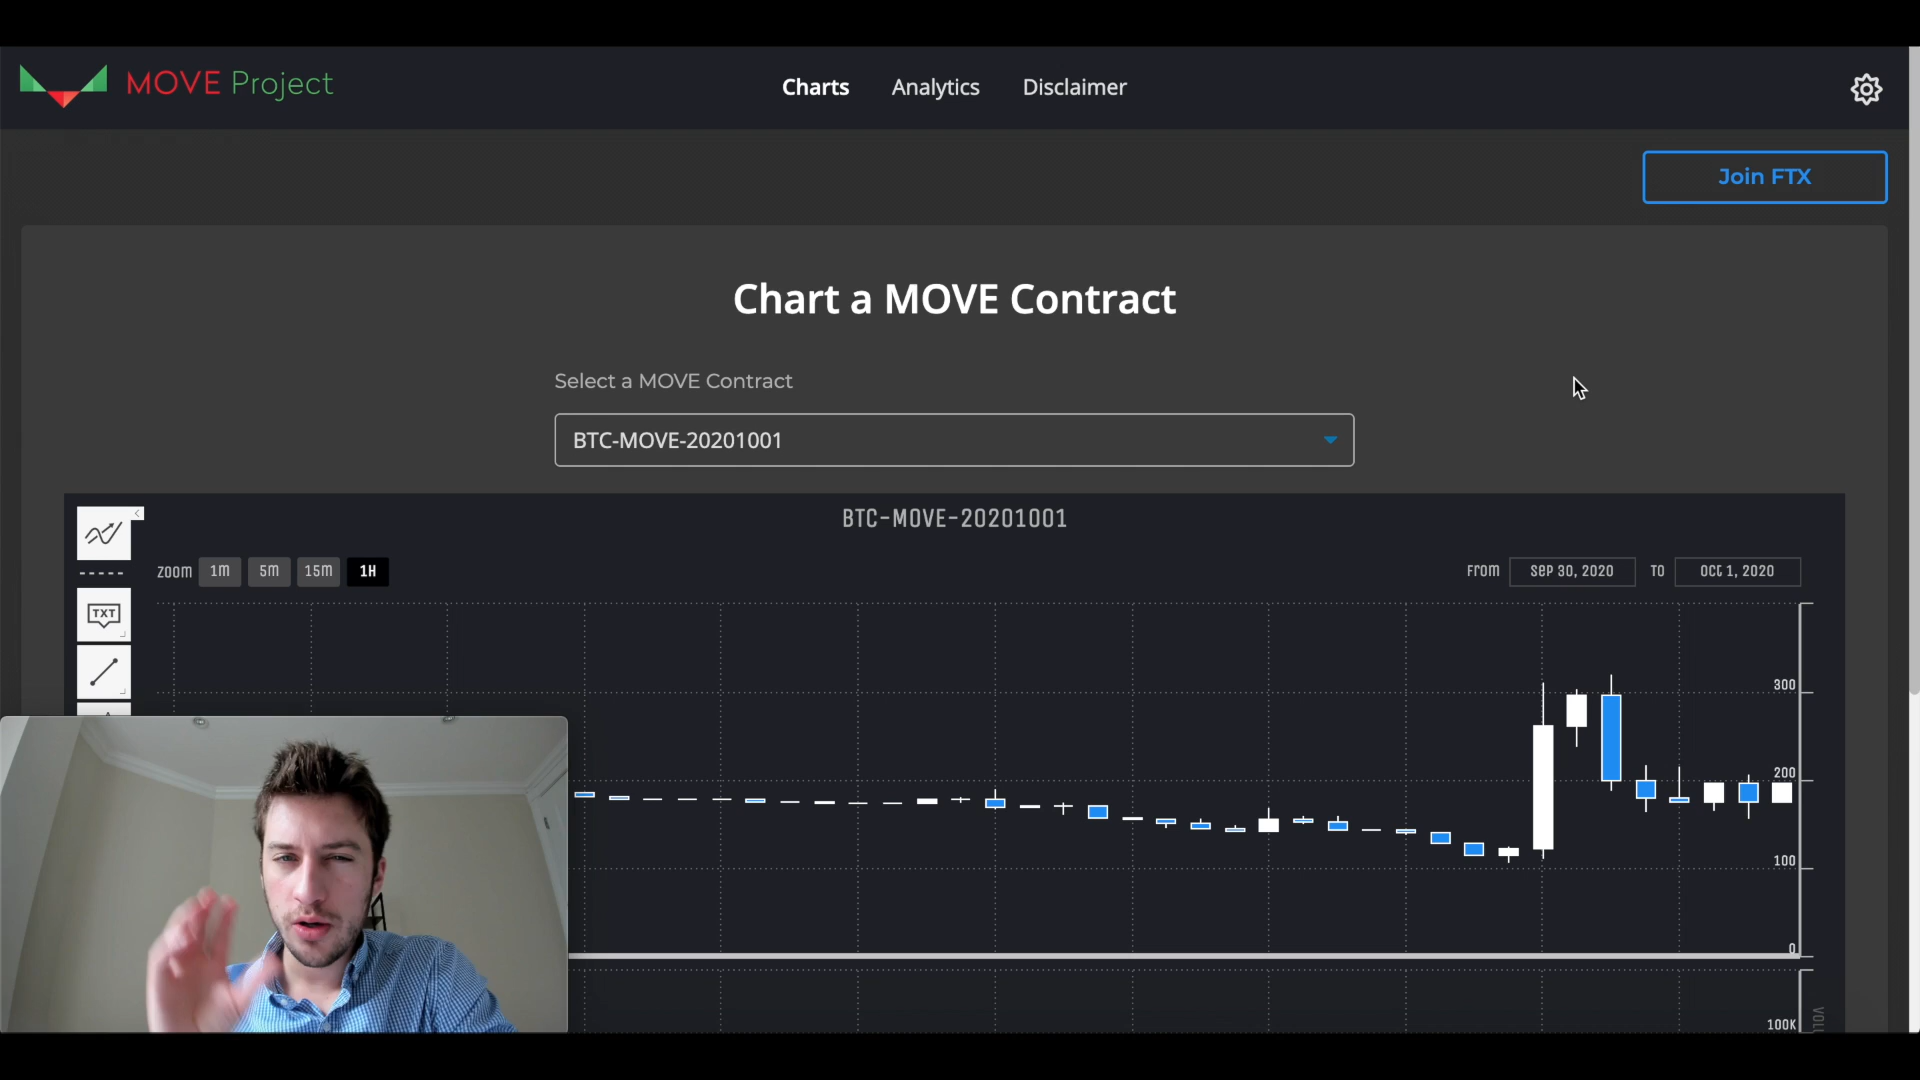 MOVE Project
Charts Analytics Disclaimer
Join FTX
Chart a MOVE Contract
Select a MOVE Contract
BTC-MOVE-20201001
BTC-MOVE-20201001
zoom 1m 5m 15m 1H
From Sep 30, 2020 TO Oct 1, 2020
TXT
300
200
100
0
100K